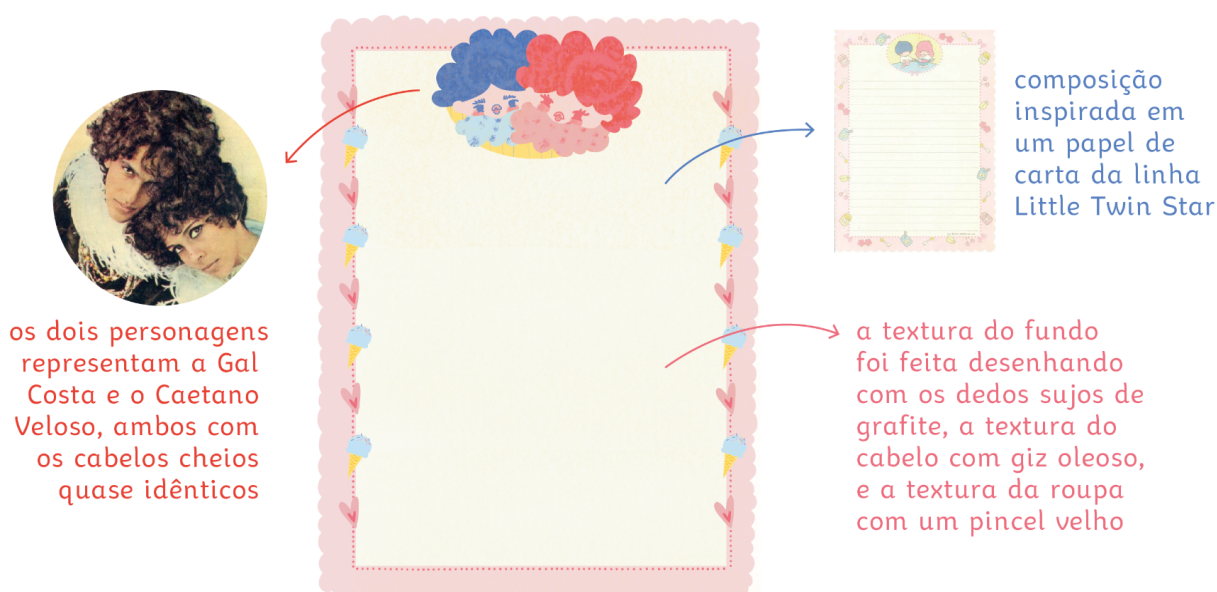 os dois personagens
representam a Gal
Costa e o Caetano
Veloso, ambos com
os cabelos cheios
quase idênticos
composição
inspirada em
um papel de
carta da linha
Little Twin Star
a textura do fundo
foi feita desenhando
com os dedos sujos de
grafite, a textura do
cabelo com giz oleoso,
e a textura da roupa
com um pincel velho